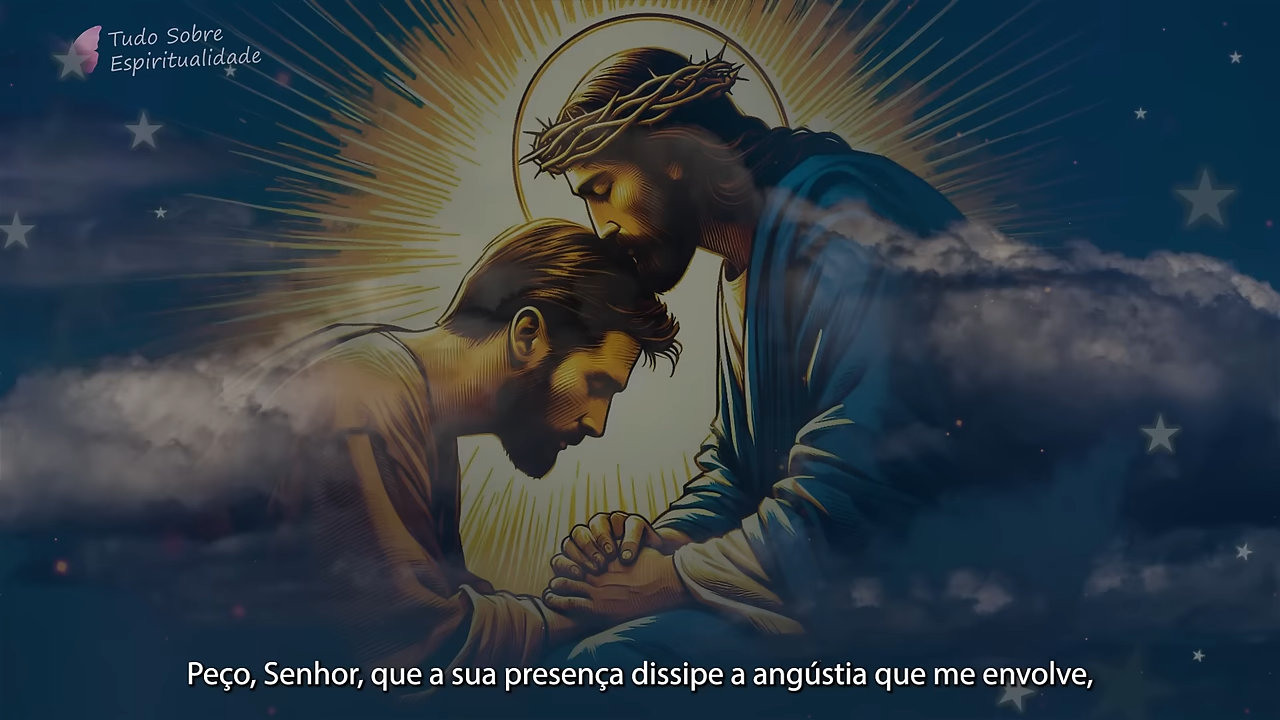 Tudo Sobre
Espiritualidade
Peço, Senhor, que a sua presença dissipe a angústia que me envolve,